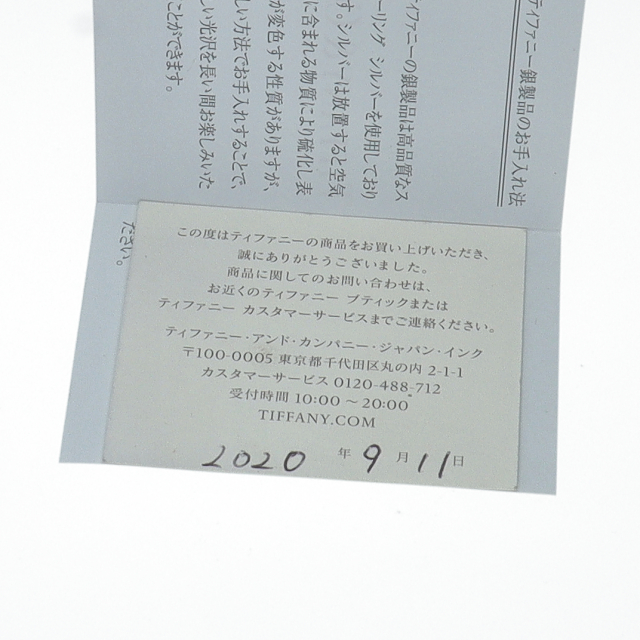 ティファニー銀製品のお手入れ法
ティファニーの銀製品は高品質なス
ーリング シルバーを使用しており
す。シルバーは放置すると空気
に含まれる物質により硫化し表
が変色する性質がありますが、
しい方法でお手入れすることで、
しい光沢を長い間お楽しみいた
ことができます。
ださい。
この度はティファニーの商品をお買い上げいただき、
誠にありがとうございました。
商品に関してのお問い合わせは、
お近くのティファニー ブティックまたは
ティファニー カスタマーサービスまでご連絡ください。
ティファニー・アンド・カンパニー・ジャパン・インク
〒100-0005 東京都千代田区丸の内 2-1-1
カスタマーサービス 0120-488-712
受付時間 10:00 〜 20:00
TIFFANY.COM
2020 年 9 月 11 日